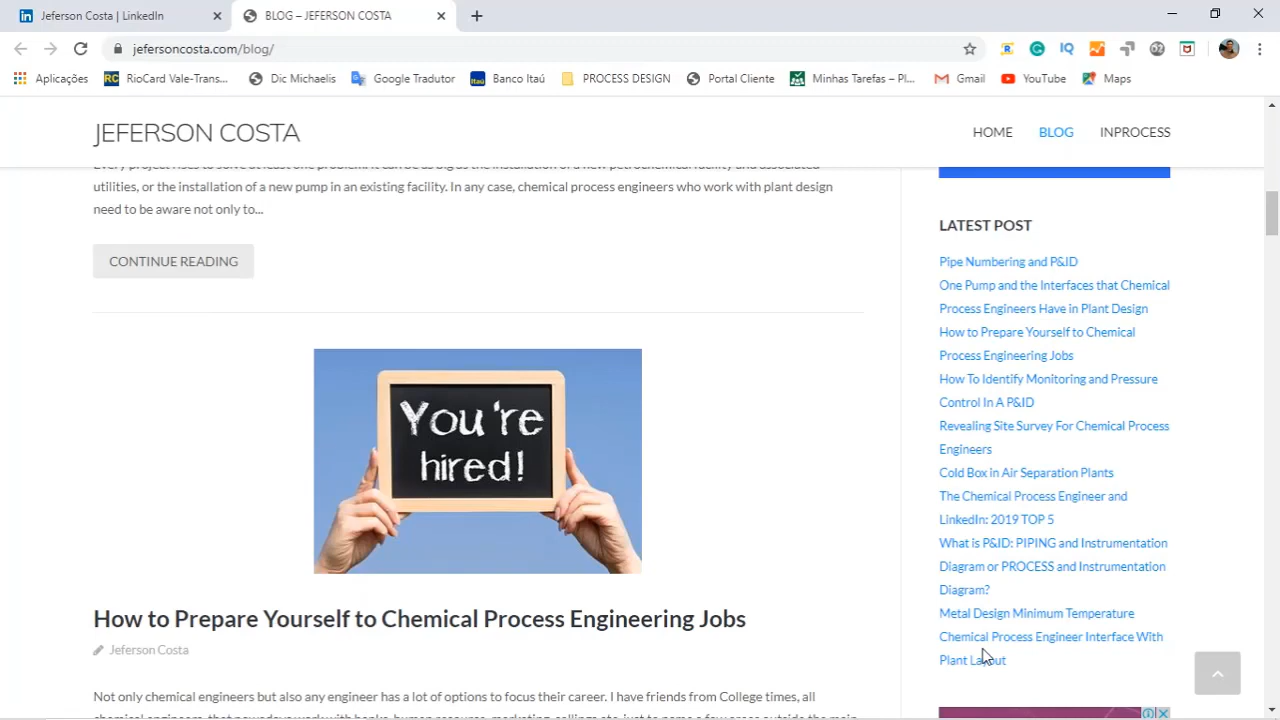 Jeferson Costa | LinkedIn
BLOG – JEFERSON COSTA
jefersoncosta.com/blog/
Aplicações
RioCard Vale-Trans...
Dic Michaelis
Google Tradutor
Banco Itaú
PROCESS DESIGN
Portal Cliente
Minhas Tarefas – Pl...
Gmail
YouTube
Maps
JEFERSON COSTA
HOME
BLOG
INPROCESS
utilities, or the installation of a new pump in an existing facility. In any case, chemical process engineers who work with plant design
need to be aware not only to...
CONTINUE READING
You're
hired!
How to Prepare Yourself to Chemical Process Engineering Jobs
Jeferson Costa
Not only chemical engineers but also any engineer has a lot of options to focus their career. I have friends from College times, all
LATEST POST
Pipe Numbering and P&ID
One Pump and the Interfaces that Chemical
Process Engineers Have in Plant Design
How to Prepare Yourself to Chemical
Process Engineering Jobs
How To Identify Monitoring and Pressure
Control In A P&ID
Revealing Site Survey For Chemical Process
Engineers
Cold Box in Air Separation Plants
The Chemical Process Engineer and
LinkedIn: 2019 TOP 5
What is P&ID: PIPING and Instrumentation
Diagram or PROCESS and Instrumentation
Diagram?
Metal Design Minimum Temperature
Chemical Process Engineer Interface With
Plant Layout